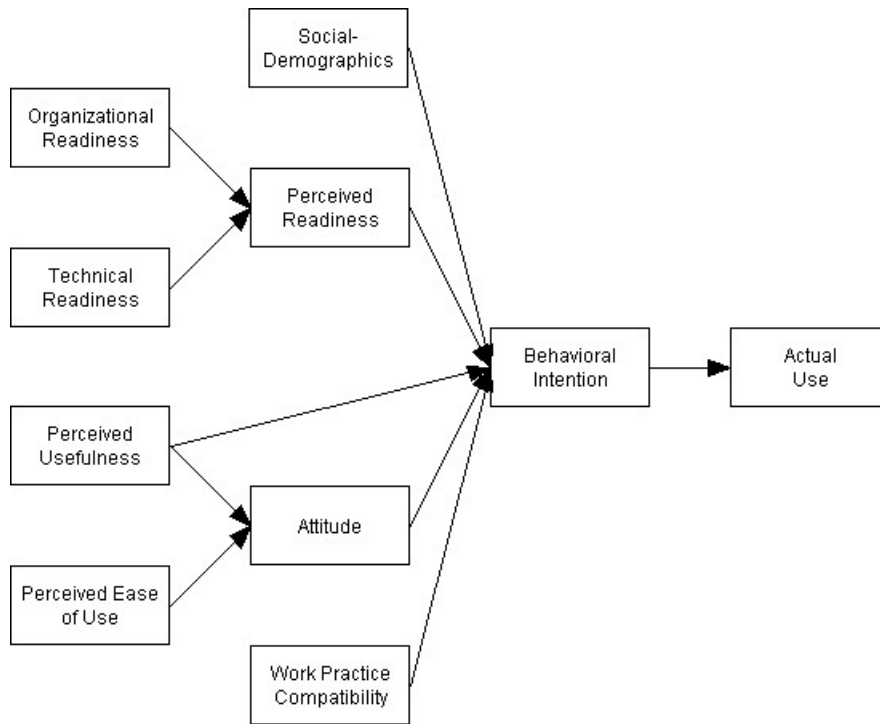 Social-
Demographics
Organizational
Readiness
Perceived
Readiness
Technical
Readiness
Behavioral
Intention
Actual
Use
Perceived
Usefulness
Attitude
Perceived Ease
of Use
Work Practice
Compatibility